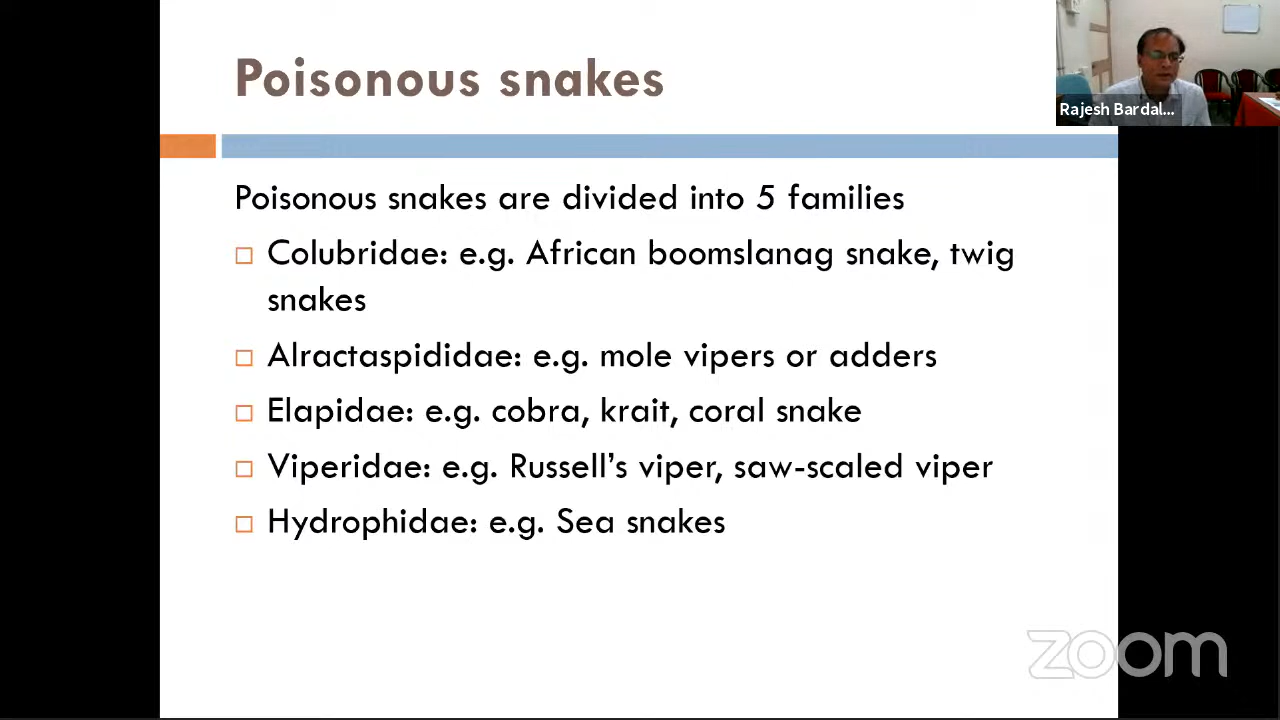 Poisonous snakes
Rajesh Bardal...
Poisonous snakes are divided into 5 families
Colubridae: e.g. African boomslanag snake, twig
snakes
Alractaspididae: e.g. mole vipers or adders
Elapidae: e.g. cobra, krait, coral snake
Viperidae: e.g. Russell’s viper, saw-scaled viper
Hydrophidae: e.g. Sea snakes
zoom